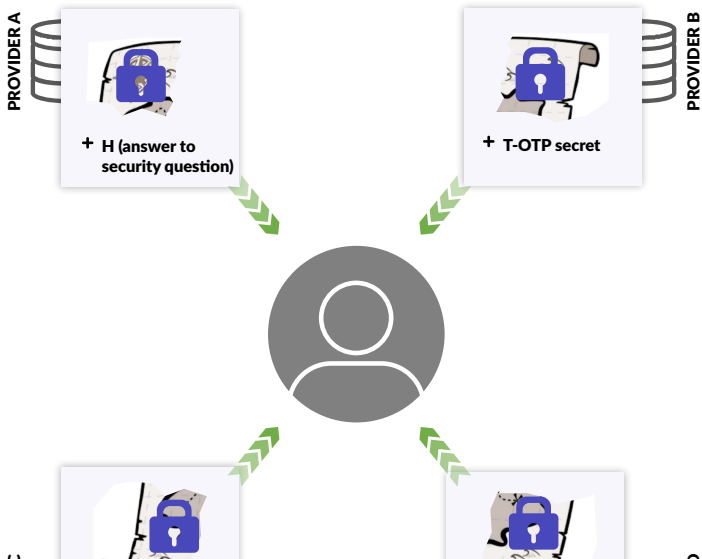 PROVIDER A
+ H (answer to
security question)
+ T-OTP secret
PROVIDER B